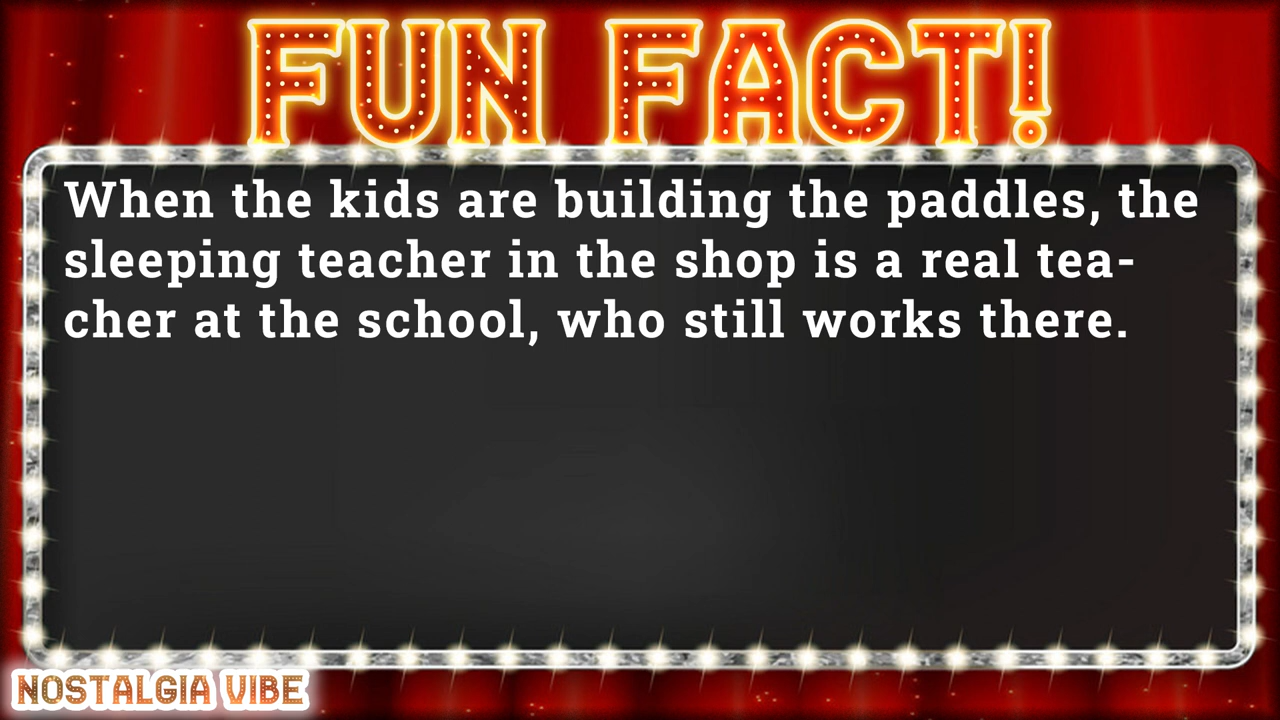 FUN FACT!
When the kids are building the paddles, the
sleeping teacher in the shop is a real tea-
cher at the school, who still works there.
NOSTALGIA VIBE